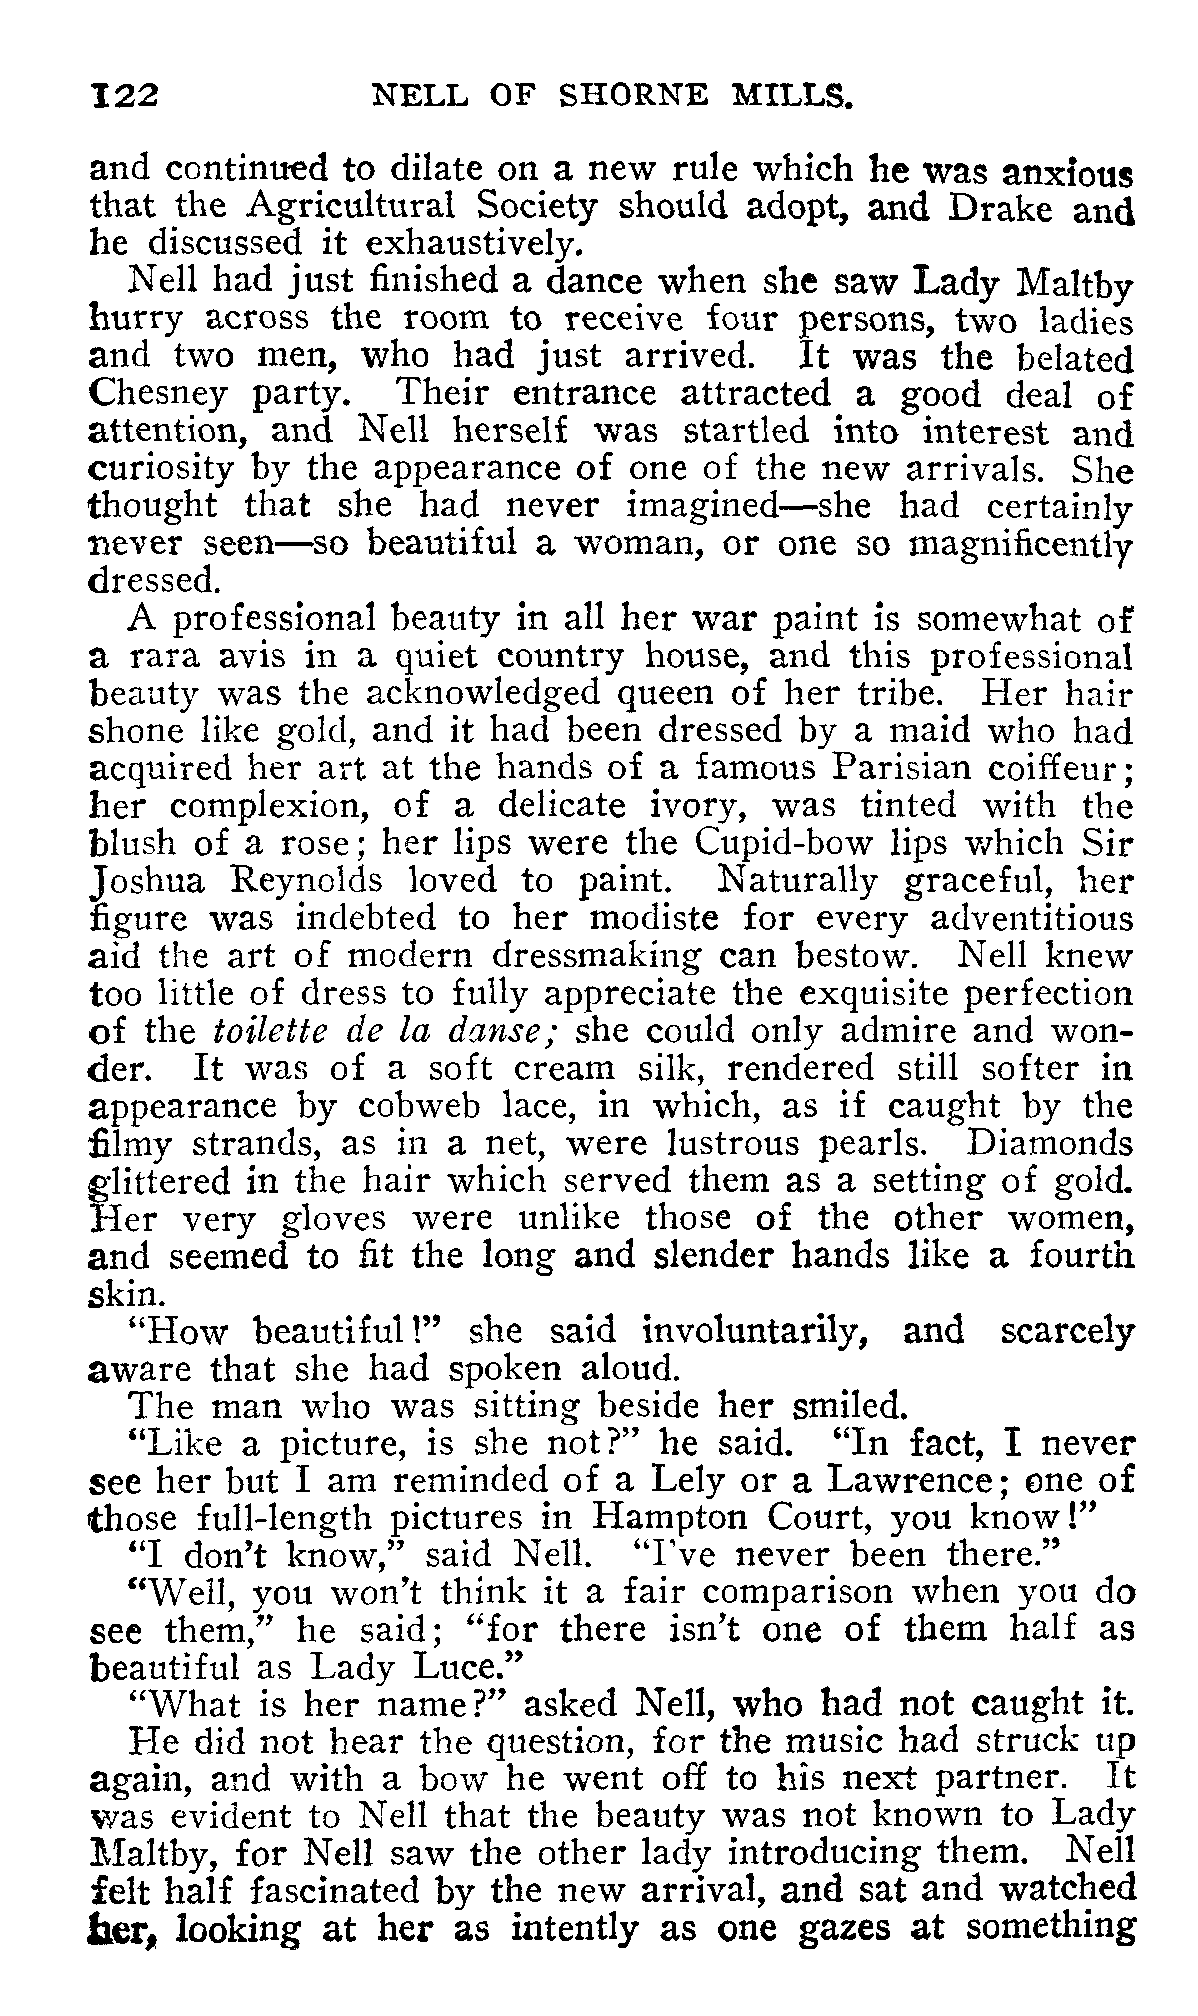 122 NELL OF SHORNE MILLS.
and continued to dilate on a new rule which he was anxious
that the Agricultural Society should adopt, and Drake and
he discussed it exhaustively.
Nell had just finished a dance when she saw Lady Maltby
hurry across the room to receive four persons, two ladies
and two men, who had just arrived. It was the belated
Chesney party. Their entrance attracted a good deal of
attention, and Nell herself was startled into interest and
curiosity by the appearance of one of the new arrivals. She
thought that she had never imagined—she had certainly
never seen—so beautiful a woman, or one so magnificently
dressed.
A professional beauty in all her war paint is somewhat of
a rara avis in a quiet country house, and this professional
beauty was the acknowledged queen of her tribe. Her hair
shone like gold, and it had been dressed by a maid who had
acquired her art at the hands of a famous Parisian coiffeur;
her complexion, of a delicate ivory, was tinted with the
blush of a rose; her lips were the Cupid-bow lips which Sir
Joshua Reynolds loved to paint. Naturally graceful, her
figure was indebted to her modiste for every adventitious
aid the art of modern dressmaking can bestow. Nell knew
too little of dress to fully appreciate the exquisite perfection
of the toilette de la danse; she could only admire and won-
der. It was of a soft cream silk, rendered still softer in
appearance by cobweb lace, in which, as if caught by the
filmy strands, as in a net, were lustrous pearls. Diamonds
glittered in the hair which served them as a setting of gold.
Her very gloves were unlike those of the other women,
and seemed to fit the long and slender hands like a fourth
skin.
"How beautiful!" she said involuntarily, and scarcely
aware that she had spoken aloud.
The man who was sitting beside her smiled.
"Like a picture, is she not?" he said. "In fact, I never
see her but I am reminded of a Lely or a Lawrence; one of
those full-length pictures in Hampton Court, you know!"
"I don't know," said Nell. "I've never been there."
"Well, you won't think it a fair comparison when you do
see them," he said; "for there isn't one of them half as
beautiful as Lady Luce."
"What is her name?" asked Nell, who had not caught it.
He did not hear the question, for the music had struck up
again, and with a bow he went off to his next partner. It
was evident to Nell that the beauty was not known to Lady
Maltby, for Nell saw the other lady introducing them. Nell
felt half fascinated by the new arrival, and sat and watched
her, looking at her as intently as one gazes at something